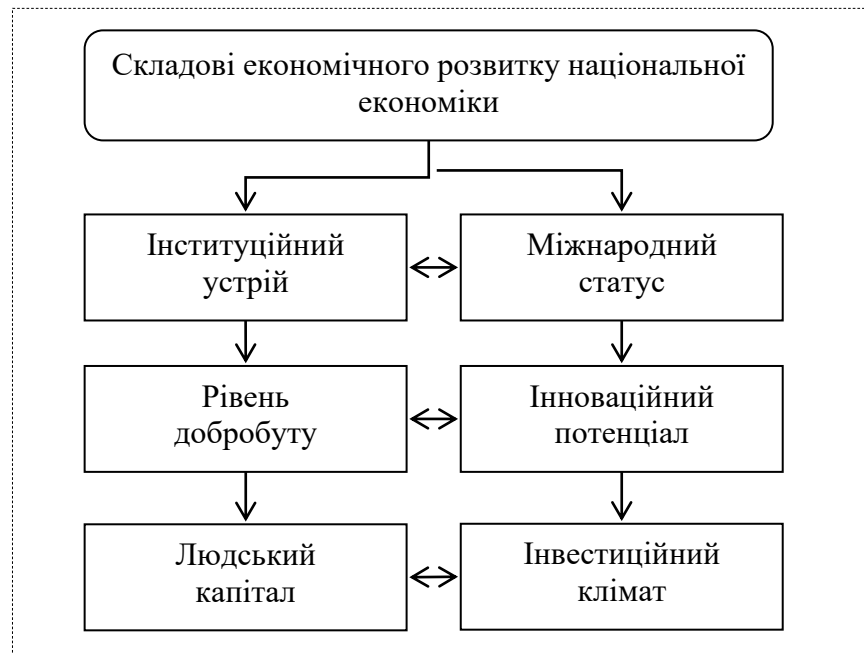 Складові економічного розвитку національної
економіки
Інституційний
устрій
Міжнародний
статус
Рівень
добробуту
Інноваційний
потенціал
Людський
капітал
Інвестиційний
клімат